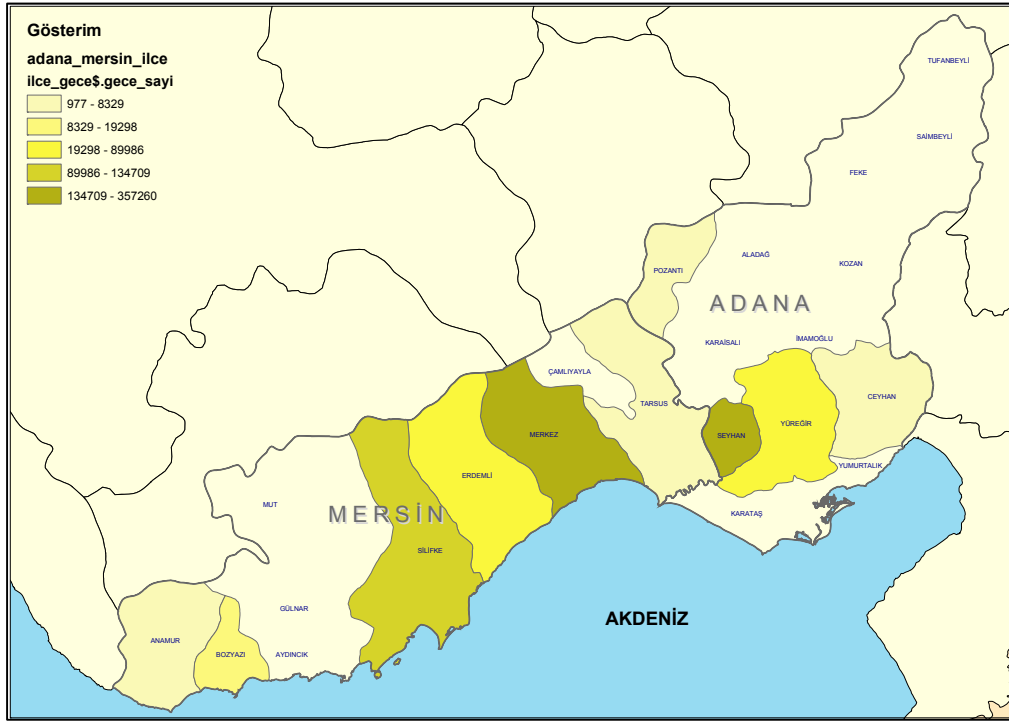 Gösterim
adana_mersin_ilce
ilce_gece$.gece_sayi
977 - 8329
8329 - 19298
19298 - 89986
89986 - 134709
134709 - 357260
TUFANBEYLİ
SAİMBEYLİ
FEKE
ALADAĞ
KOZAN
POZANTI
ADANA
KARAİSALI
İMAMOĞLU
ÇAMLIYAYLA
TARSUS
CEYHAN
YÜREĞİR
SEYHAN
MERKEZ
YUMURTALIK
ERDEMLİ
KARATAŞ
MUT
MERSİN
SİLİFKE
GÜLNAR
AKDENİZ
ANAMUR
BOZYAZI
AYDINCIK